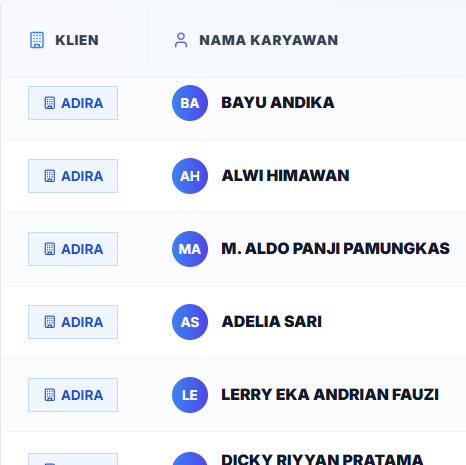 KLIEN NAMA KARYAWAN
ADIRA BA BAYU ANDIKA
ADIRA AH ALWI HIMAWAN
ADIRA MA M. ALDO PANJI PAMUNGKAS
ADIRA AS ADELIA SARI
ADIRA LE LERRY EKA ANDRIAN FAUZI
DICKY RIYYAN PRATAMA